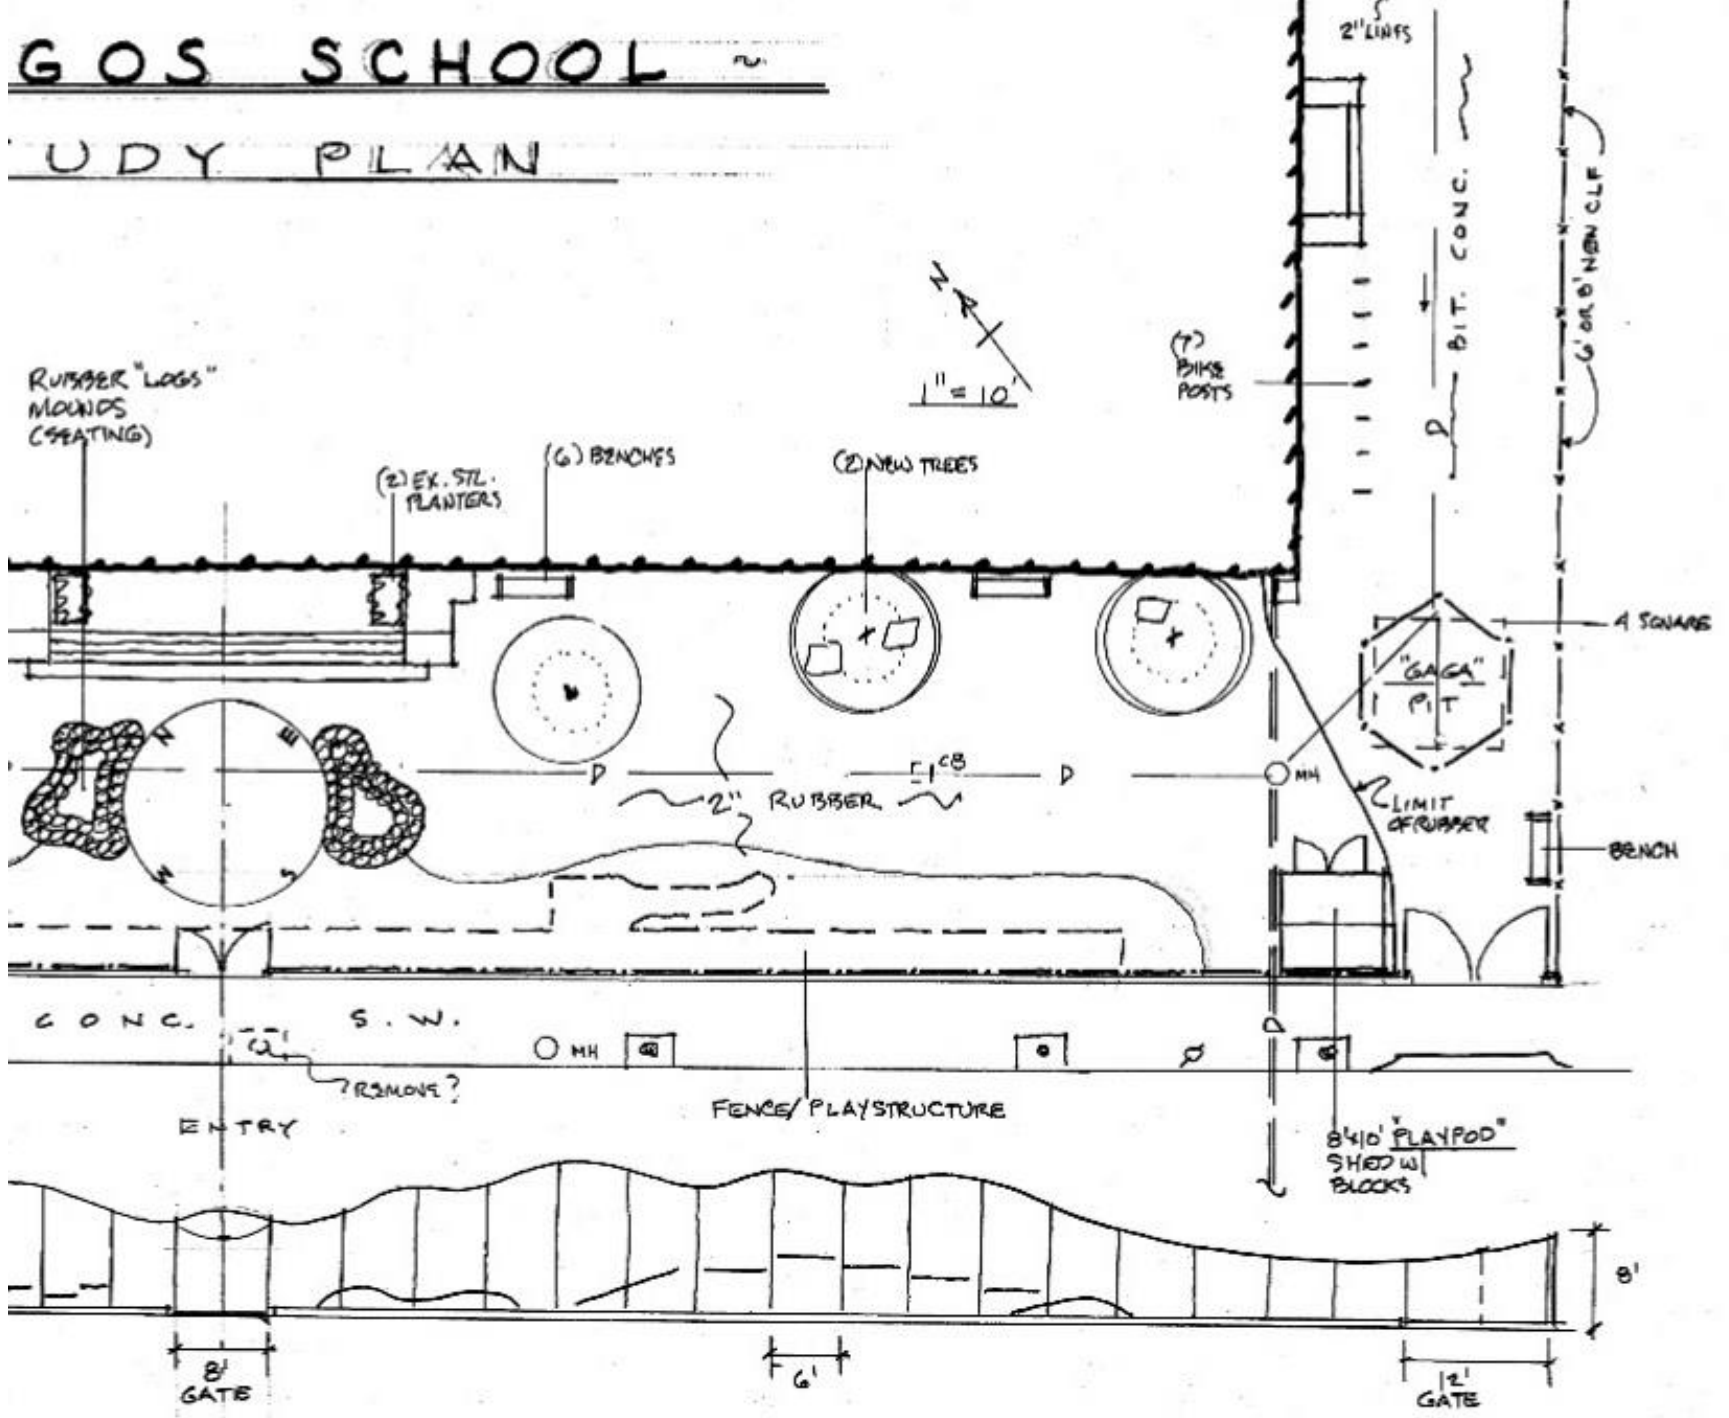 GOS SCHOOL ~
UDY PLAN
2" LINES
BIT. CONC.
6' OR 8' NEW CLF
N
1" = 10'
(7)
BIKE
POSTS
D
RUBBER "LOGS"
MOUNDS
(SEATING)
(2) EX. STL.
PLANTERS
(6) BENCHES
(2) NEW TREES
4 SQUARE
"GAGA"
PIT
N
E
W
S
D
CB
D
MH
2" RUBBER
LIMIT
OF RUBBER
BENCH
CONC. S.W.
MH
D
REMOVE?
ENTRY
FENCE/PLAYSTRUCTURE
8'x10' "PLAYPOD"
SHED W/
BLOCKS
8'
8'
GATE
6'
12'
GATE